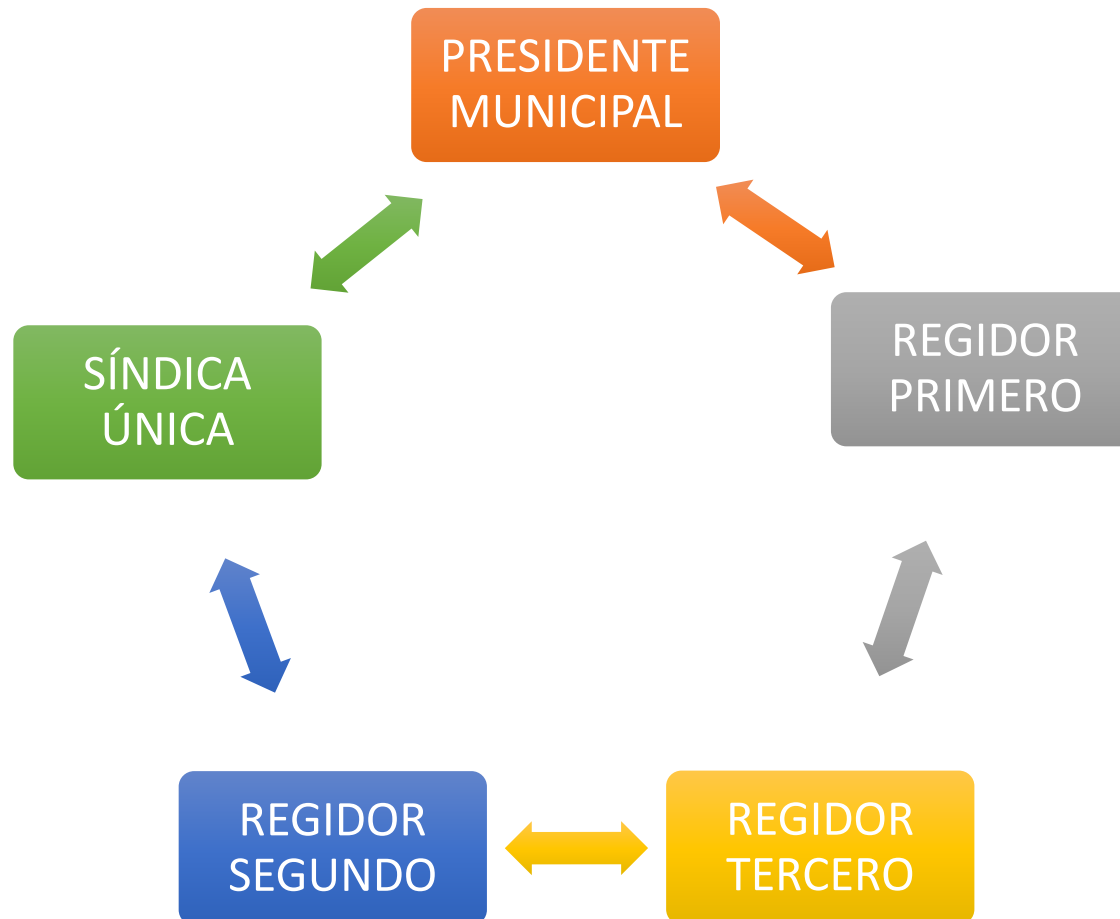 PRESIDENTE
MUNICIPAL
SÍNDICA
ÚNICA
REGIDOR
PRIMERO
REGIDOR
SEGUNDO
REGIDOR
TERCERO